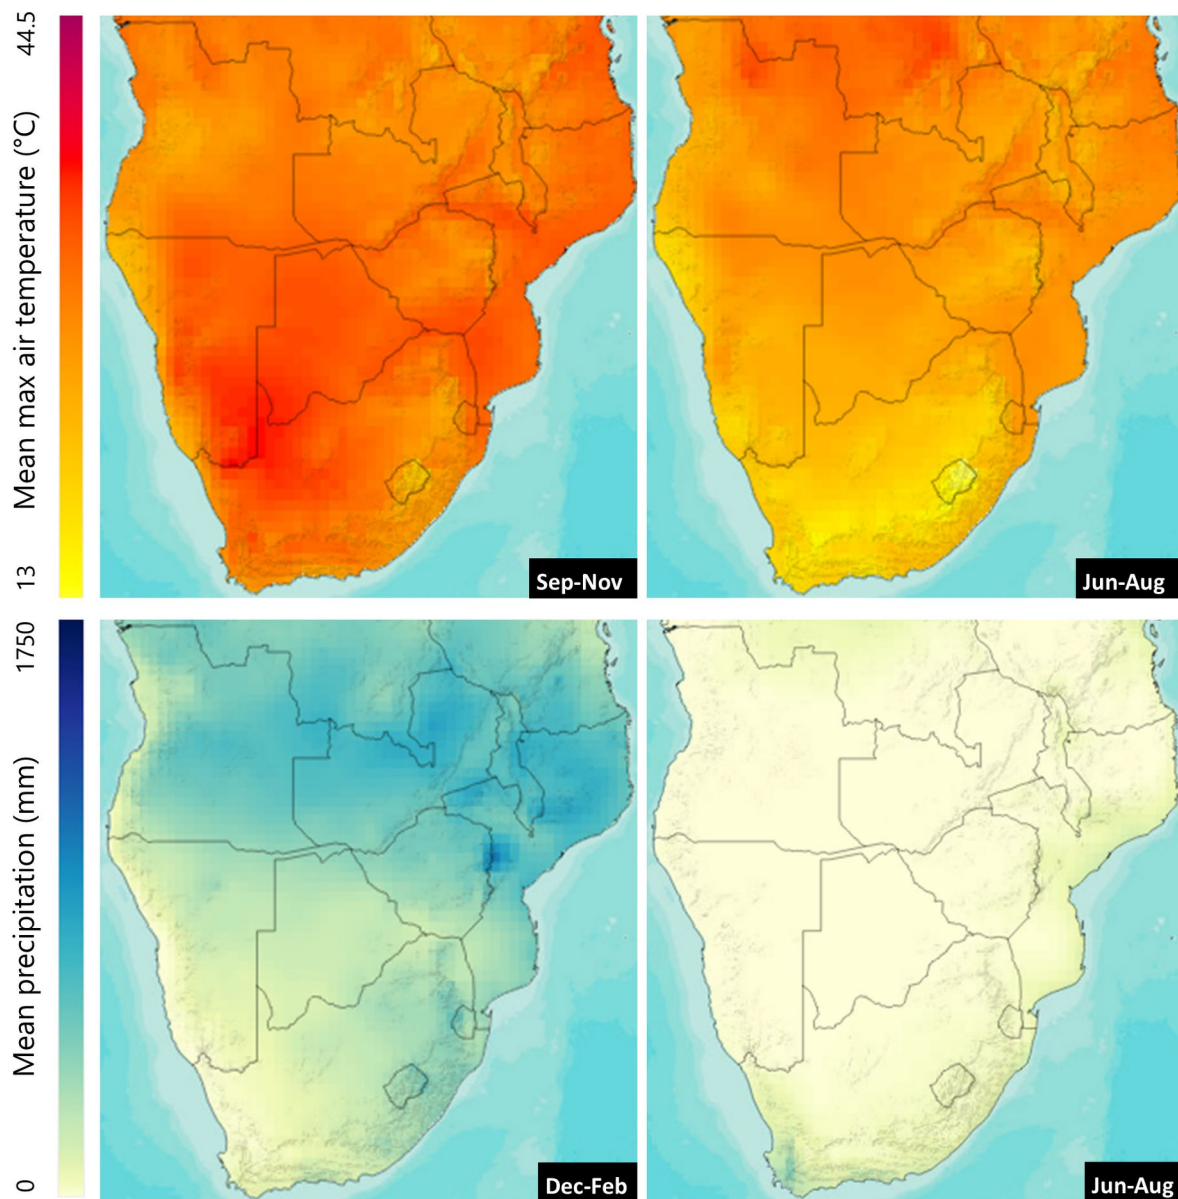 44.5
Mean max air temperature (°C)
13
Sep-Nov
Jun-Aug
1750
Mean precipitation (mm)
0
Dec-Feb
Jun-Aug